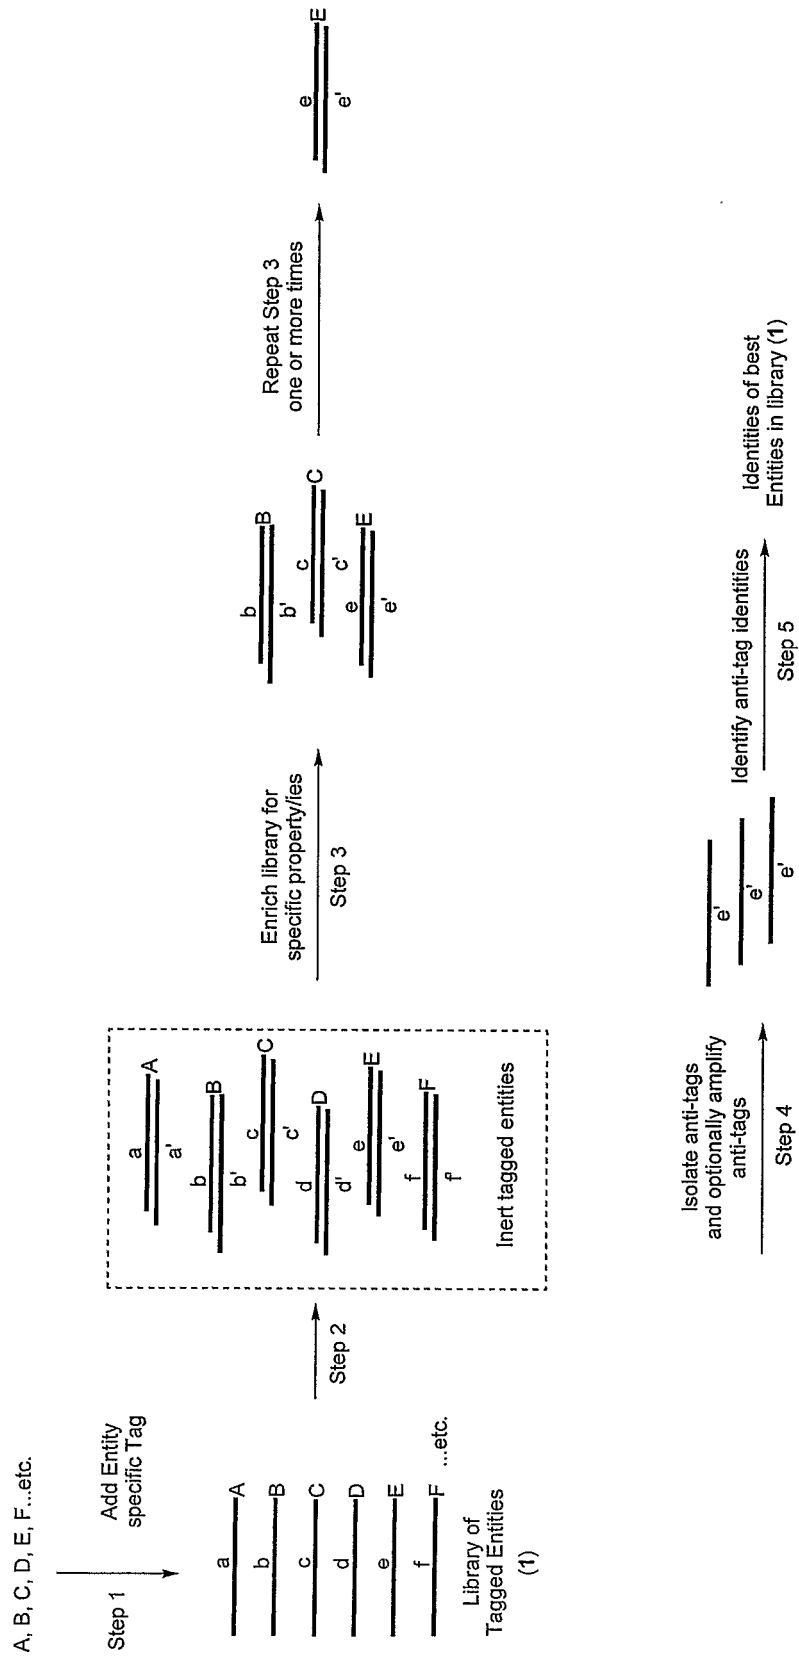 A, B, C, D, E, F...etc.
Step 1
Add Entity
specific Tag
a
A
b
B
c
C
d
D
e
E
f
F
...etc.
Library of
Tagged Entities
(1)
Step 2
a
A
a'
b
B
b'
c
C
c'
d
D
d'
e
E
e'
f
F
f'
Inert tagged entities
Enrich library for
specific property/ies
Step 3
b
B
b'
c
C
c'
e
E
e'
Repeat Step 3
one or more times
e
E
e'
Isolate anti-tags
and optionally amplify
anti-tags
Step 4
e'
e'
e'
Identify anti-tag identities
Step 5
Identities of best
Entities in library (1)